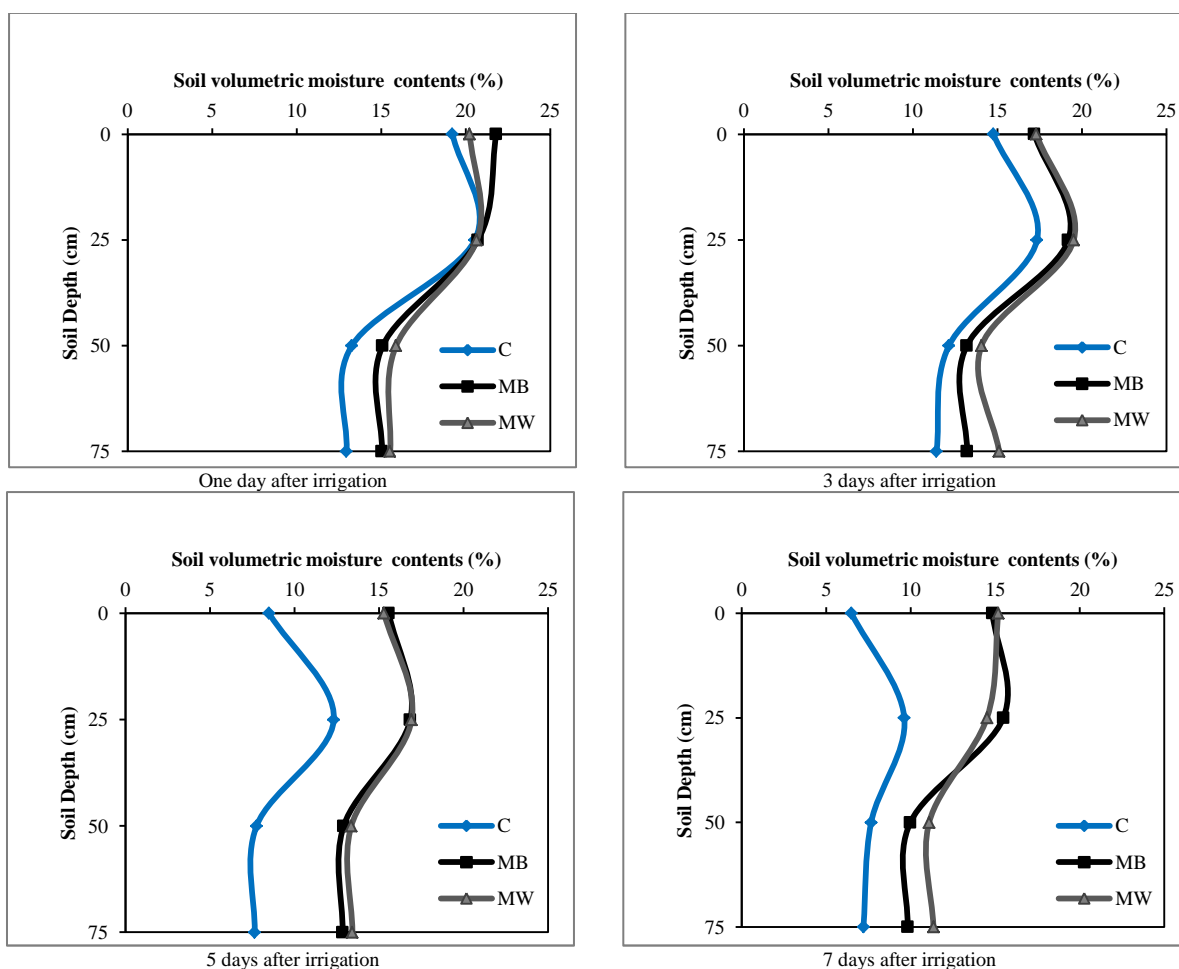 Soil volumetric moisture contents (%)
0 5 10 15 20 25
0
25
50
75
Soil Depth (cm)
C
MB
MW
One day after irrigation
Soil volumetric moisture contents (%)
0 5 10 15 20 25
0
25
50
75
Soil Depth (cm)
C
MB
MW
3 days after irrigation
Soil volumetric moisture contents (%)
0 5 10 15 20 25
0
25
50
75
Soil Depth (cm)
C
MB
MW
5 days after irrigation
Soil volumetric moisture contents (%)
0 5 10 15 20 25
0
25
50
75
Soil Depth (cm)
C
MB
MW
7 days after irrigation